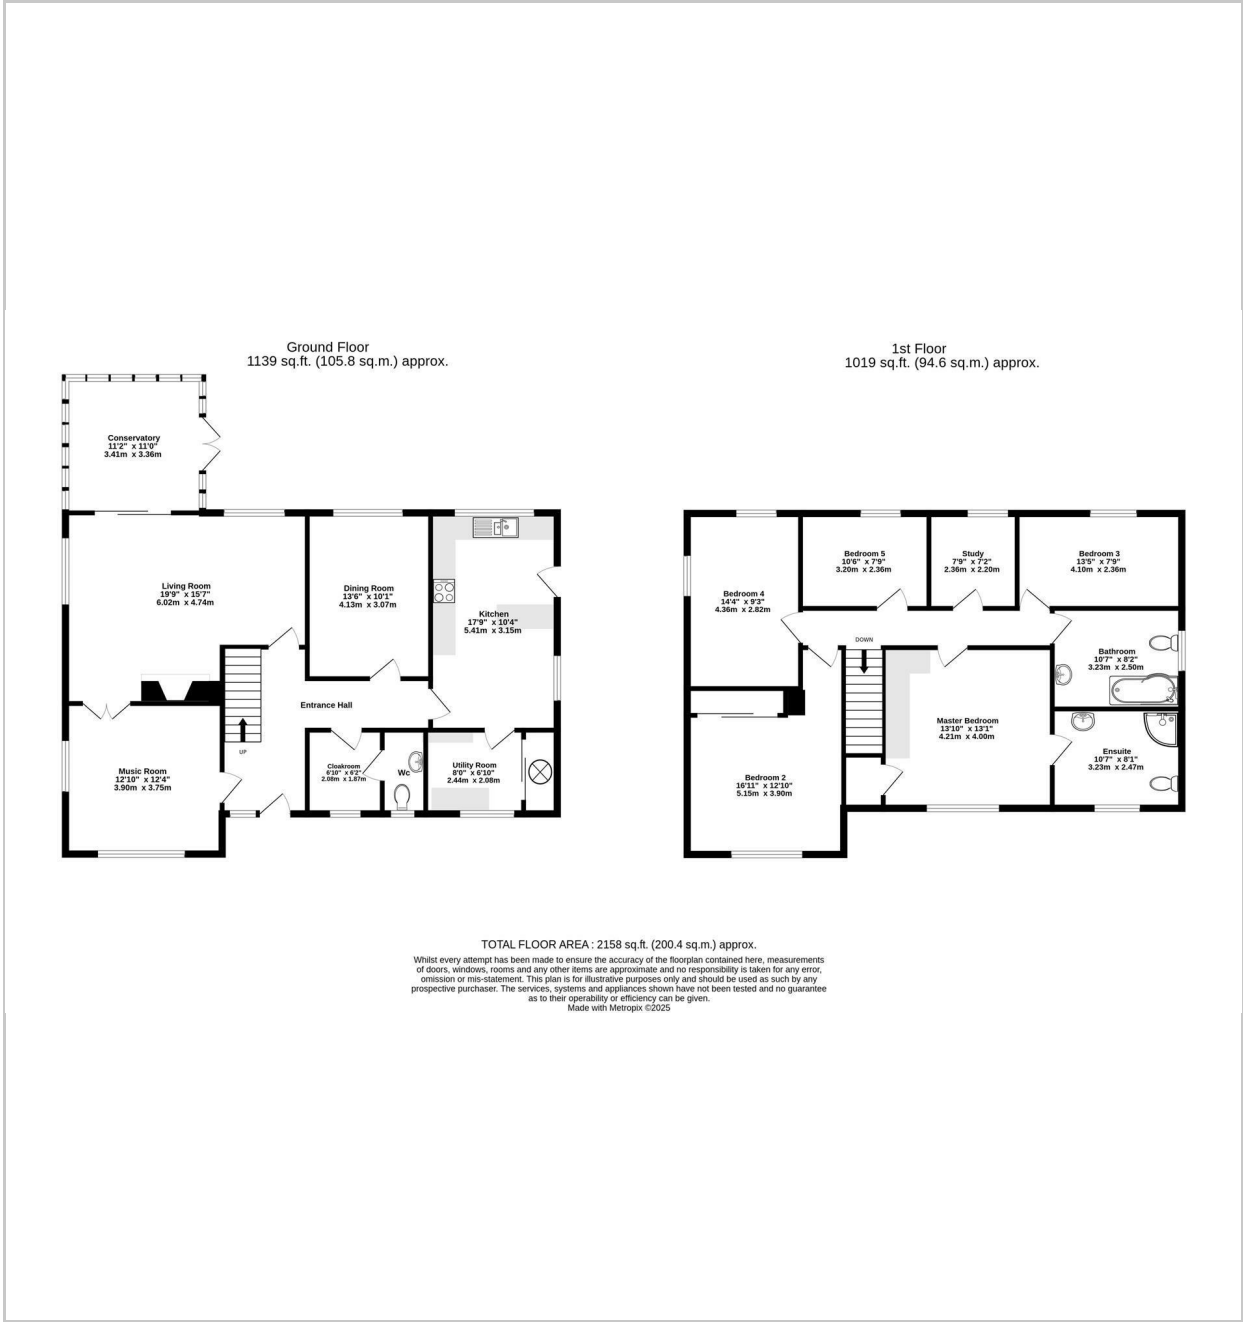 Ground Floor
1139 sq.ft. (105.8 sq.m.) approx.
Conservatory
11'2" x 11'0"
3.41m x 3.36m
Living Room
19'9" x 15'7"
6.02m x 4.74m
Dining Room
13'6" x 10'1"
4.13m x 3.07m
Kitchen
17'9" x 10'4"
5.41m x 3.15m
Entrance Hall
UP
Music Room
12'10" x 12'4"
3.90m x 3.75m
Cloakroom
6'10" x 6'2"
2.08m x 1.87m
Wc
Utility Room
8'0" x 6'10"
2.44m x 2.08m
1st Floor
1019 sq.ft. (94.6 sq.m.) approx.
Bedroom 4
14'4" x 9'3"
4.36m x 2.82m
Bedroom 5
10'6" x 7'9"
3.20m x 2.36m
Study
7'9" x 7'2"
2.36m x 2.20m
Bedroom 3
13'5" x 7'9"
4.10m x 2.36m
DOWN
Bathroom
10'7" x 8'2"
3.23m x 2.50m
Master Bedroom
13'10" x 13'1"
4.21m x 4.00m
Ensuite
10'7" x 8'1"
3.23m x 2.47m
Bedroom 2
16'11" x 12'10"
5.15m x 3.90m
TOTAL FLOOR AREA : 2158 sq.ft. (200.4 sq.m.) approx.
Whilst every attempt has been made to ensure the accuracy of the floorplan contained here, measurements
of doors, windows, rooms and any other items are approximate and no responsibility is taken for any error,
omission or mis-statement. This plan is for illustrative purposes only and should be used as such by any
prospective purchaser. The services, systems and appliances shown have not been tested and no guarantee
as to their operability or efficiency can be given.
Made with Metropix ©2025